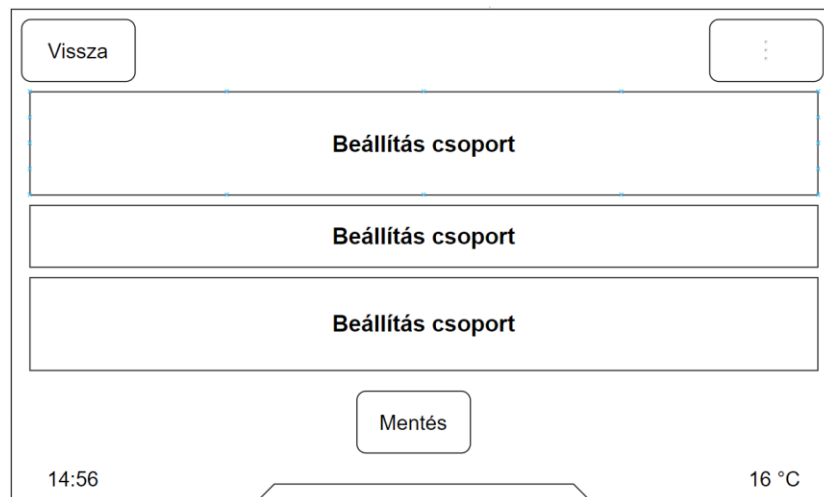 Vissza
⋮
Beállítás csoport
Beállítás csoport
Beállítás csoport
Mentés
14:56
16 °C